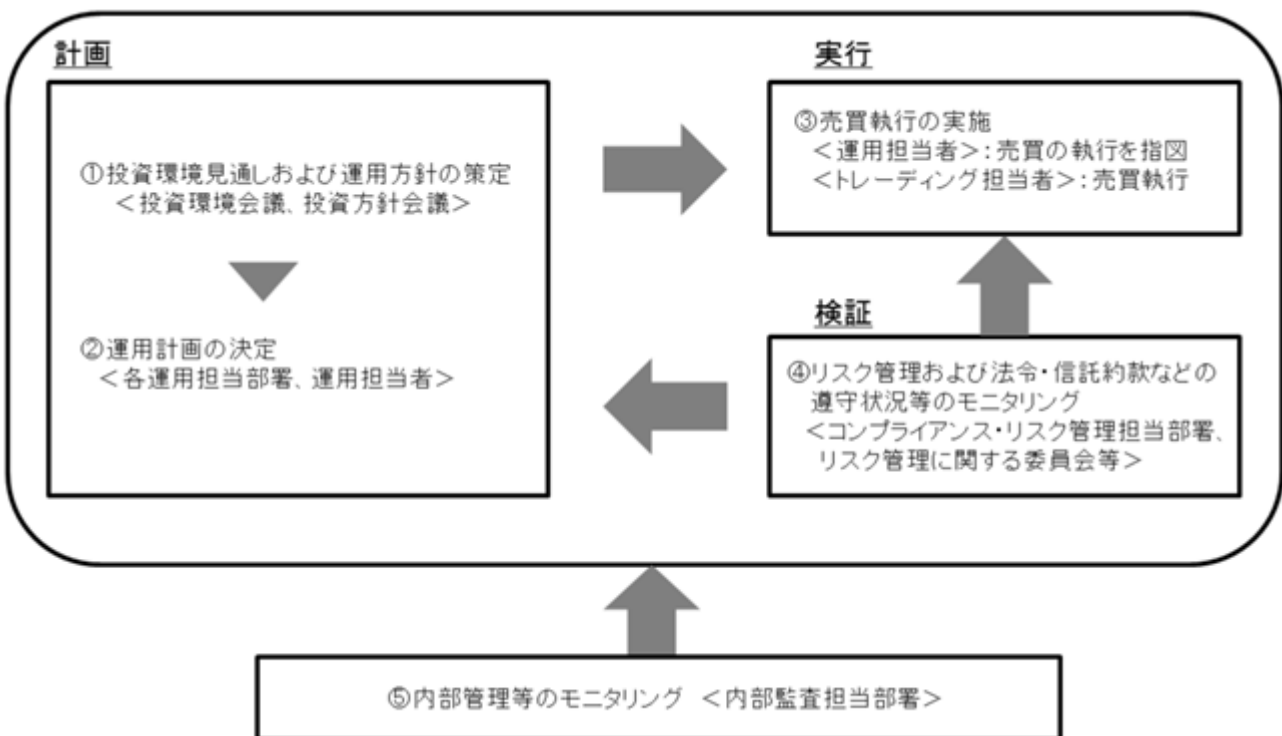 計画
①投資環境見通しおよび運用方針の策定
＜投資環境会議、投資方針会議＞
②運用計画の決定
＜各運用担当部署、運用担当者＞
実行
③売買執行の実施
＜運用担当者＞：売買の執行を指図
＜トレーディング担当者＞：売買執行
検証
④リスク管理および法令・信託約款などの
遵守状況等のモニタリング
＜コンプライアンス・リスク管理担当部署、
リスク管理に関する委員会等＞
⑤内部管理等のモニタリング ＜内部監査担当部署＞